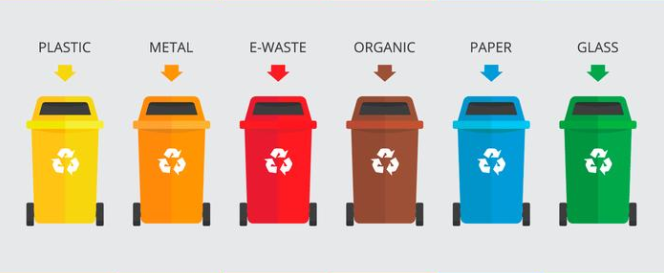 PLASTIC
METAL
E-WASTE
ORGANIC
PAPER
GLASS